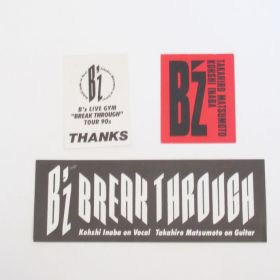 B'z
B'z LIVE GYM
"BREAK THROUGH"
TOUR 90s
THANKS
B'z
TAKAHIRO MATSUMOTO
KOHSHI INABA
B'z BREAK THROUGH
Kohshi Inaba on Vocal Takahiro Matsumoto on Guitar